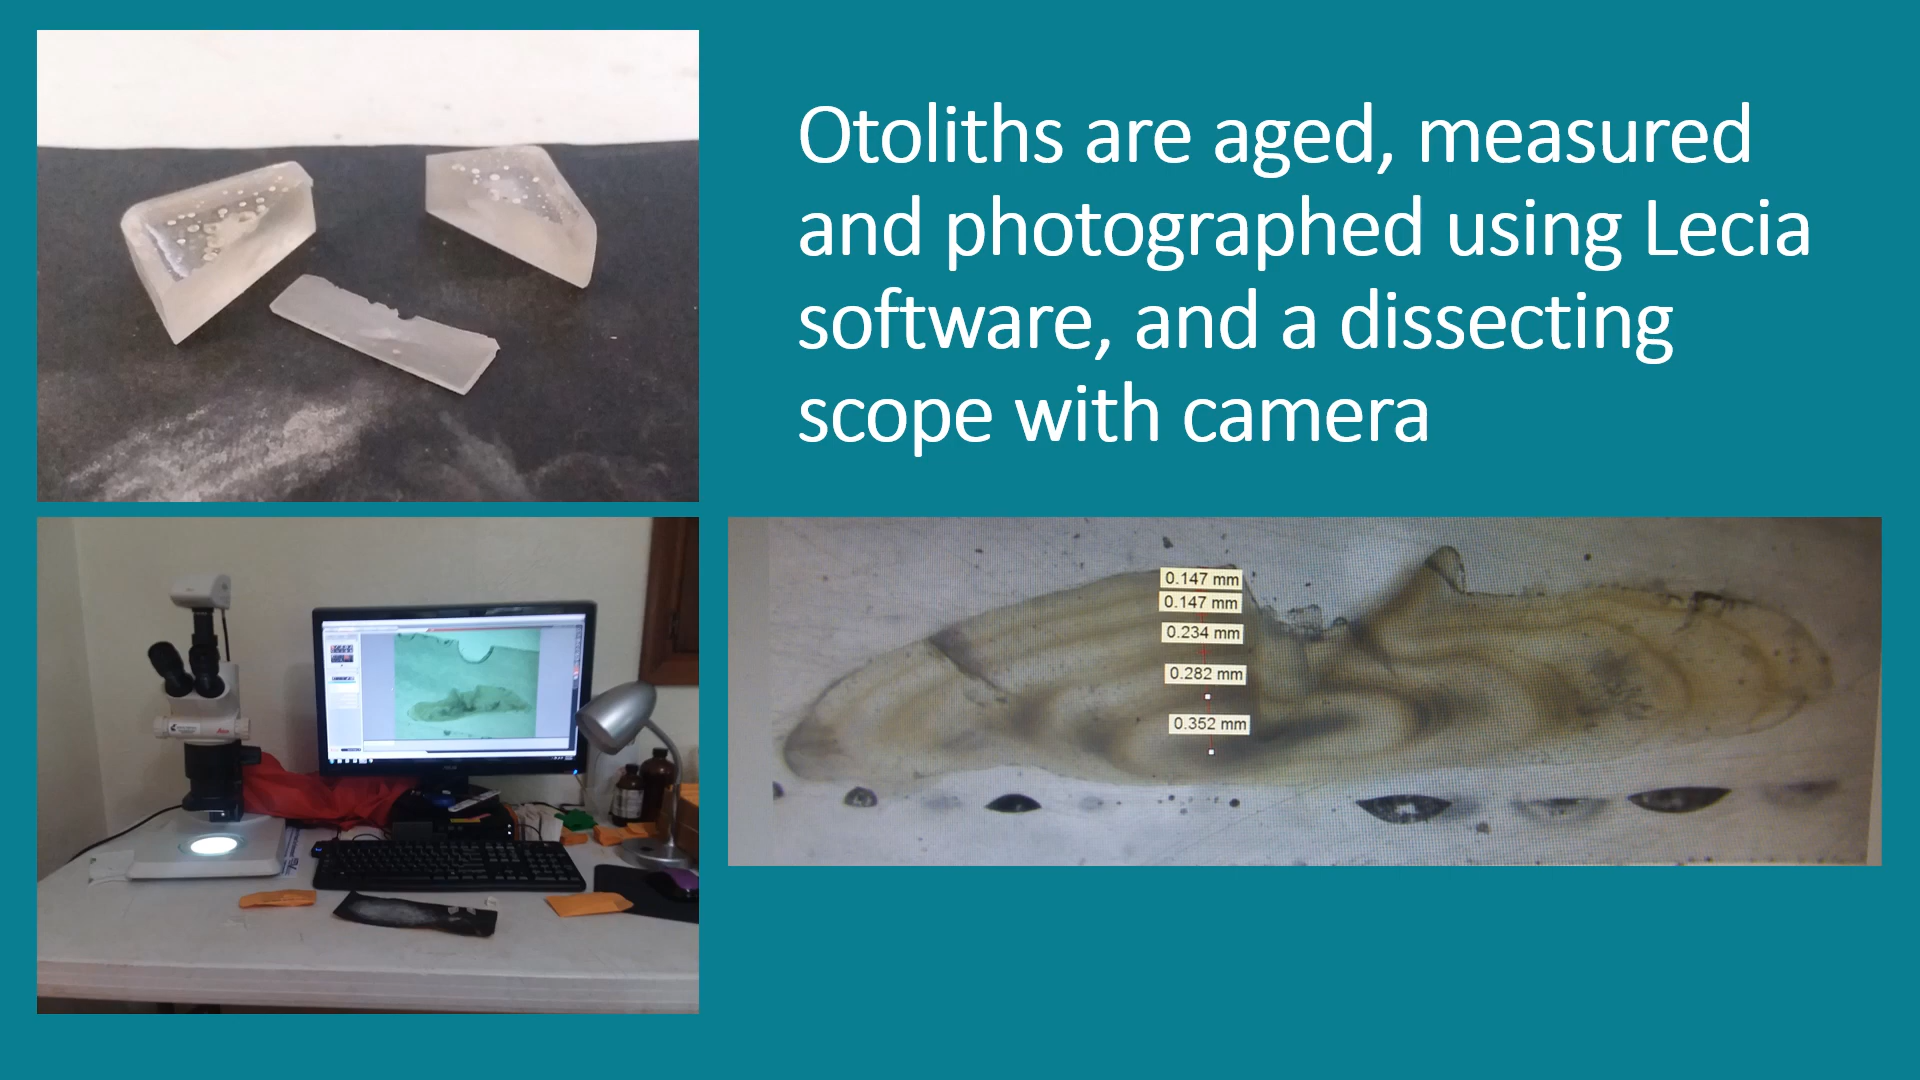 Otoliths are aged, measured
and photographed using Lecia
software, and a dissecting
scope with camera
0.147 mm
0.147 mm
0.234 mm
0.282 mm
0.352 mm